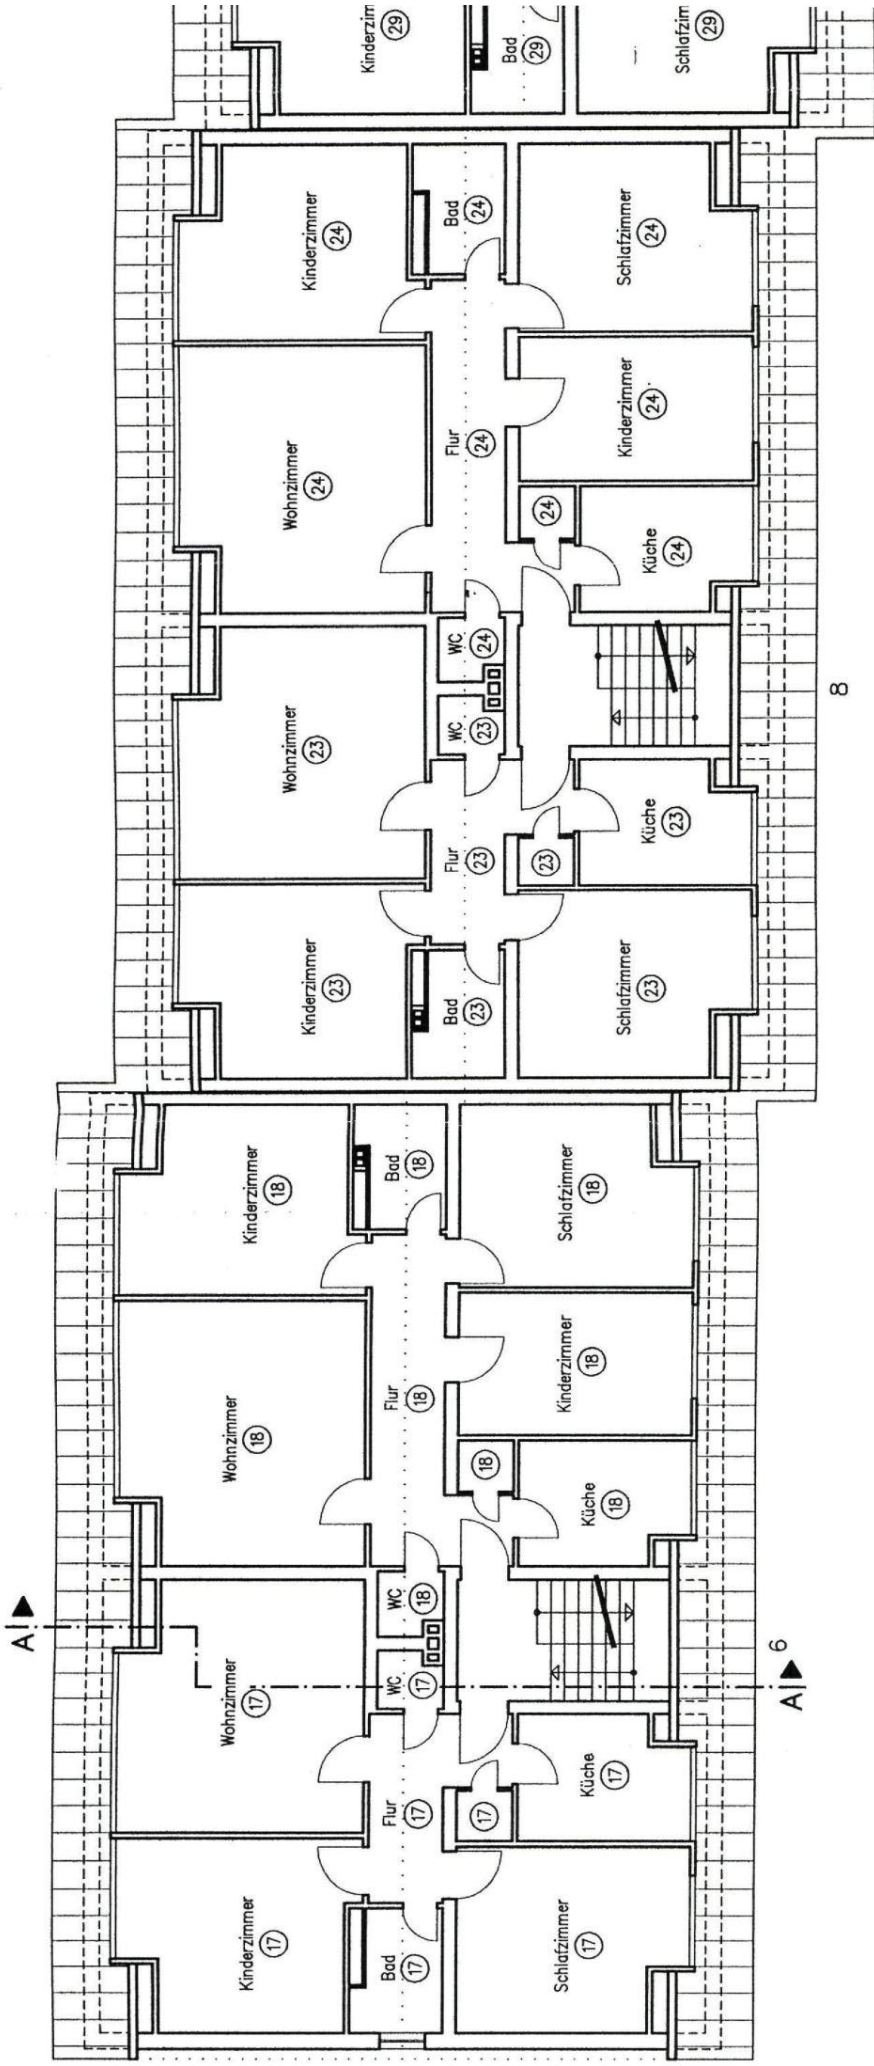 A
Kinderzimmer
17
Wohnzimmer
17
Wohnzimmer
18
Kinderzimmer
18
Bad
17
Flur
17
WC
17
WC
18
Flur
18
Bad
18
17
18
Schlafzimmer
17
Küche
17
Küche
18
Kinderzimmer
18
Schlafzimmer
18
A
6
Kinderzimmer
23
Wohnzimmer
23
Wohnzimmer
24
Kinderzimmer
24
Bad
23
Flur
23
WC
23
WC
24
Flur
24
Bad
24
23
24
Schlafzimmer
23
Küche
23
Küche
24
Kinderzimmer
24
Schlafzimmer
24
8
Kinderzim
29
Bad
29
Schlafzim
29